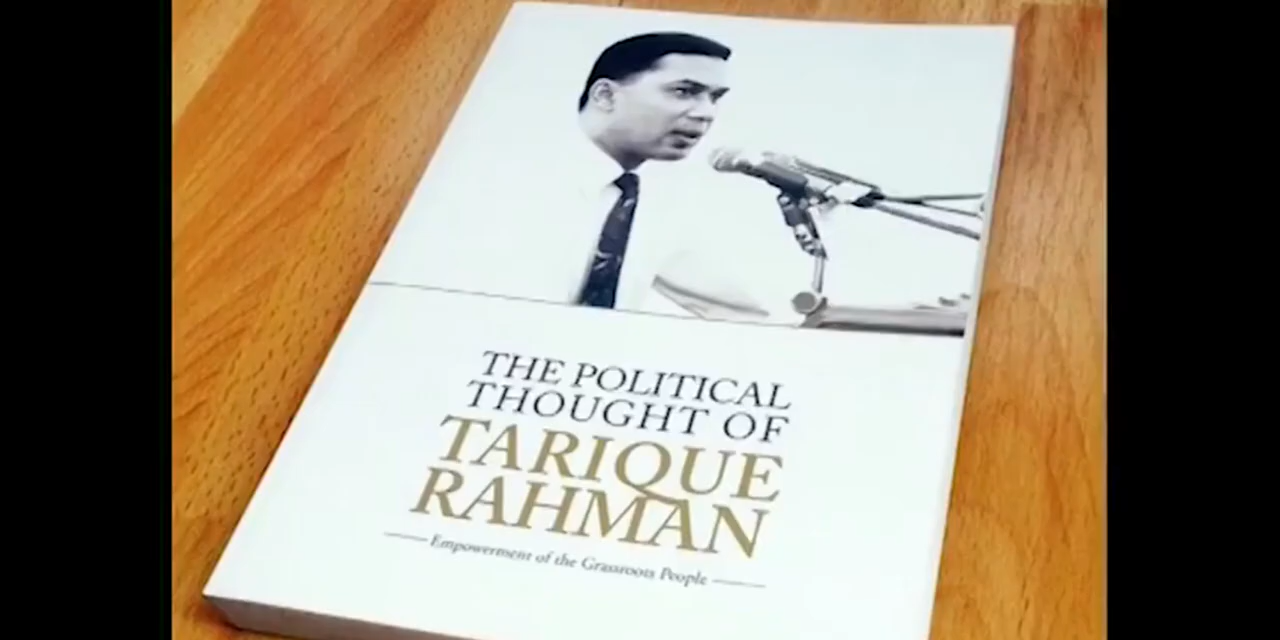 THE POLITICAL
THOUGHT OF
TARIQUE
RAHMAN
Empowerment of the Grassroots People